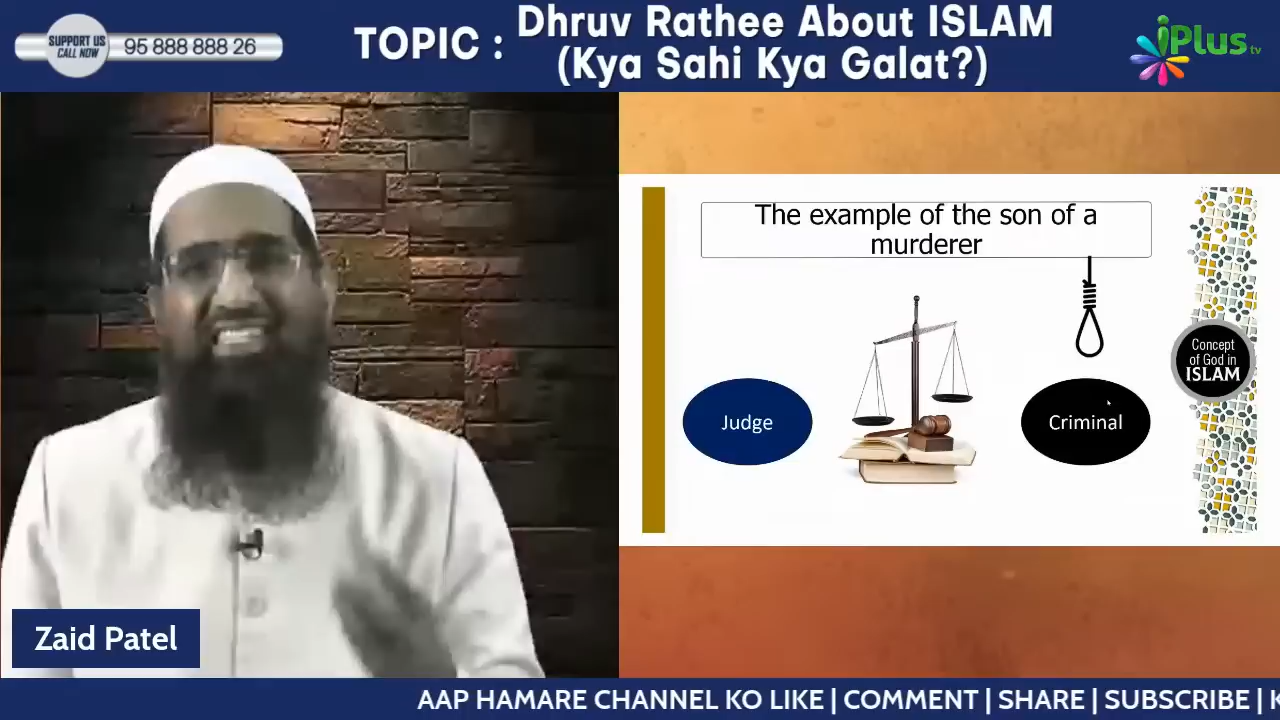 SUPPORT US
CALL NOW
95 888 888 26
TOPIC :
Dhruv Rathee About ISLAM
(Kya Sahi Kya Galat?)
iPlus tv
The example of the son of a
murderer
Judge
Criminal
Concept
of God in
ISLAM
Zaid Patel
AAP HAMARE CHANNEL KO LIKE | COMMENT | SHARE | SUBSCRIBE | K